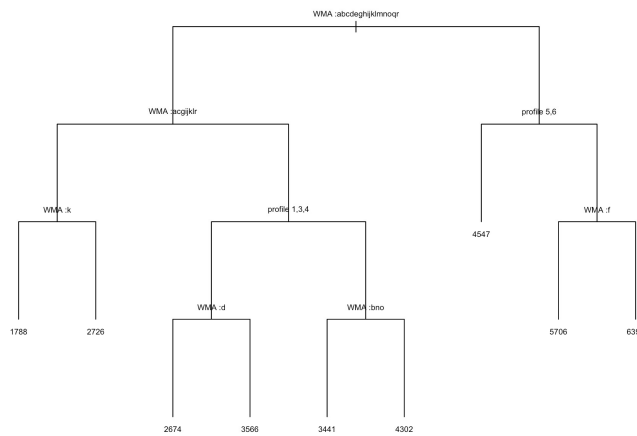 WMA :abcdeghijklmnoqr
WMA :acgijklr
profile 5,6
WMA :k
profile 1,3,4
WMA :f
4547
WMA :d
WMA :bno
1788
2726
5706
2674
3566
3441
4302